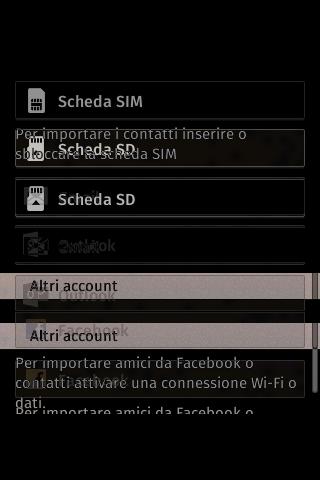 Scheda SIM
Per importare i contatti inserire o
Scheda SD
sbloccare la scheda SIM
Scheda SD
Outlook
Altri account
Outlook
Facebook
Altri account
Per importare amici da Facebook o
Facebook
contatti attivare una connessione Wi-Fi o
dati.
Per importare amici da Facebook o